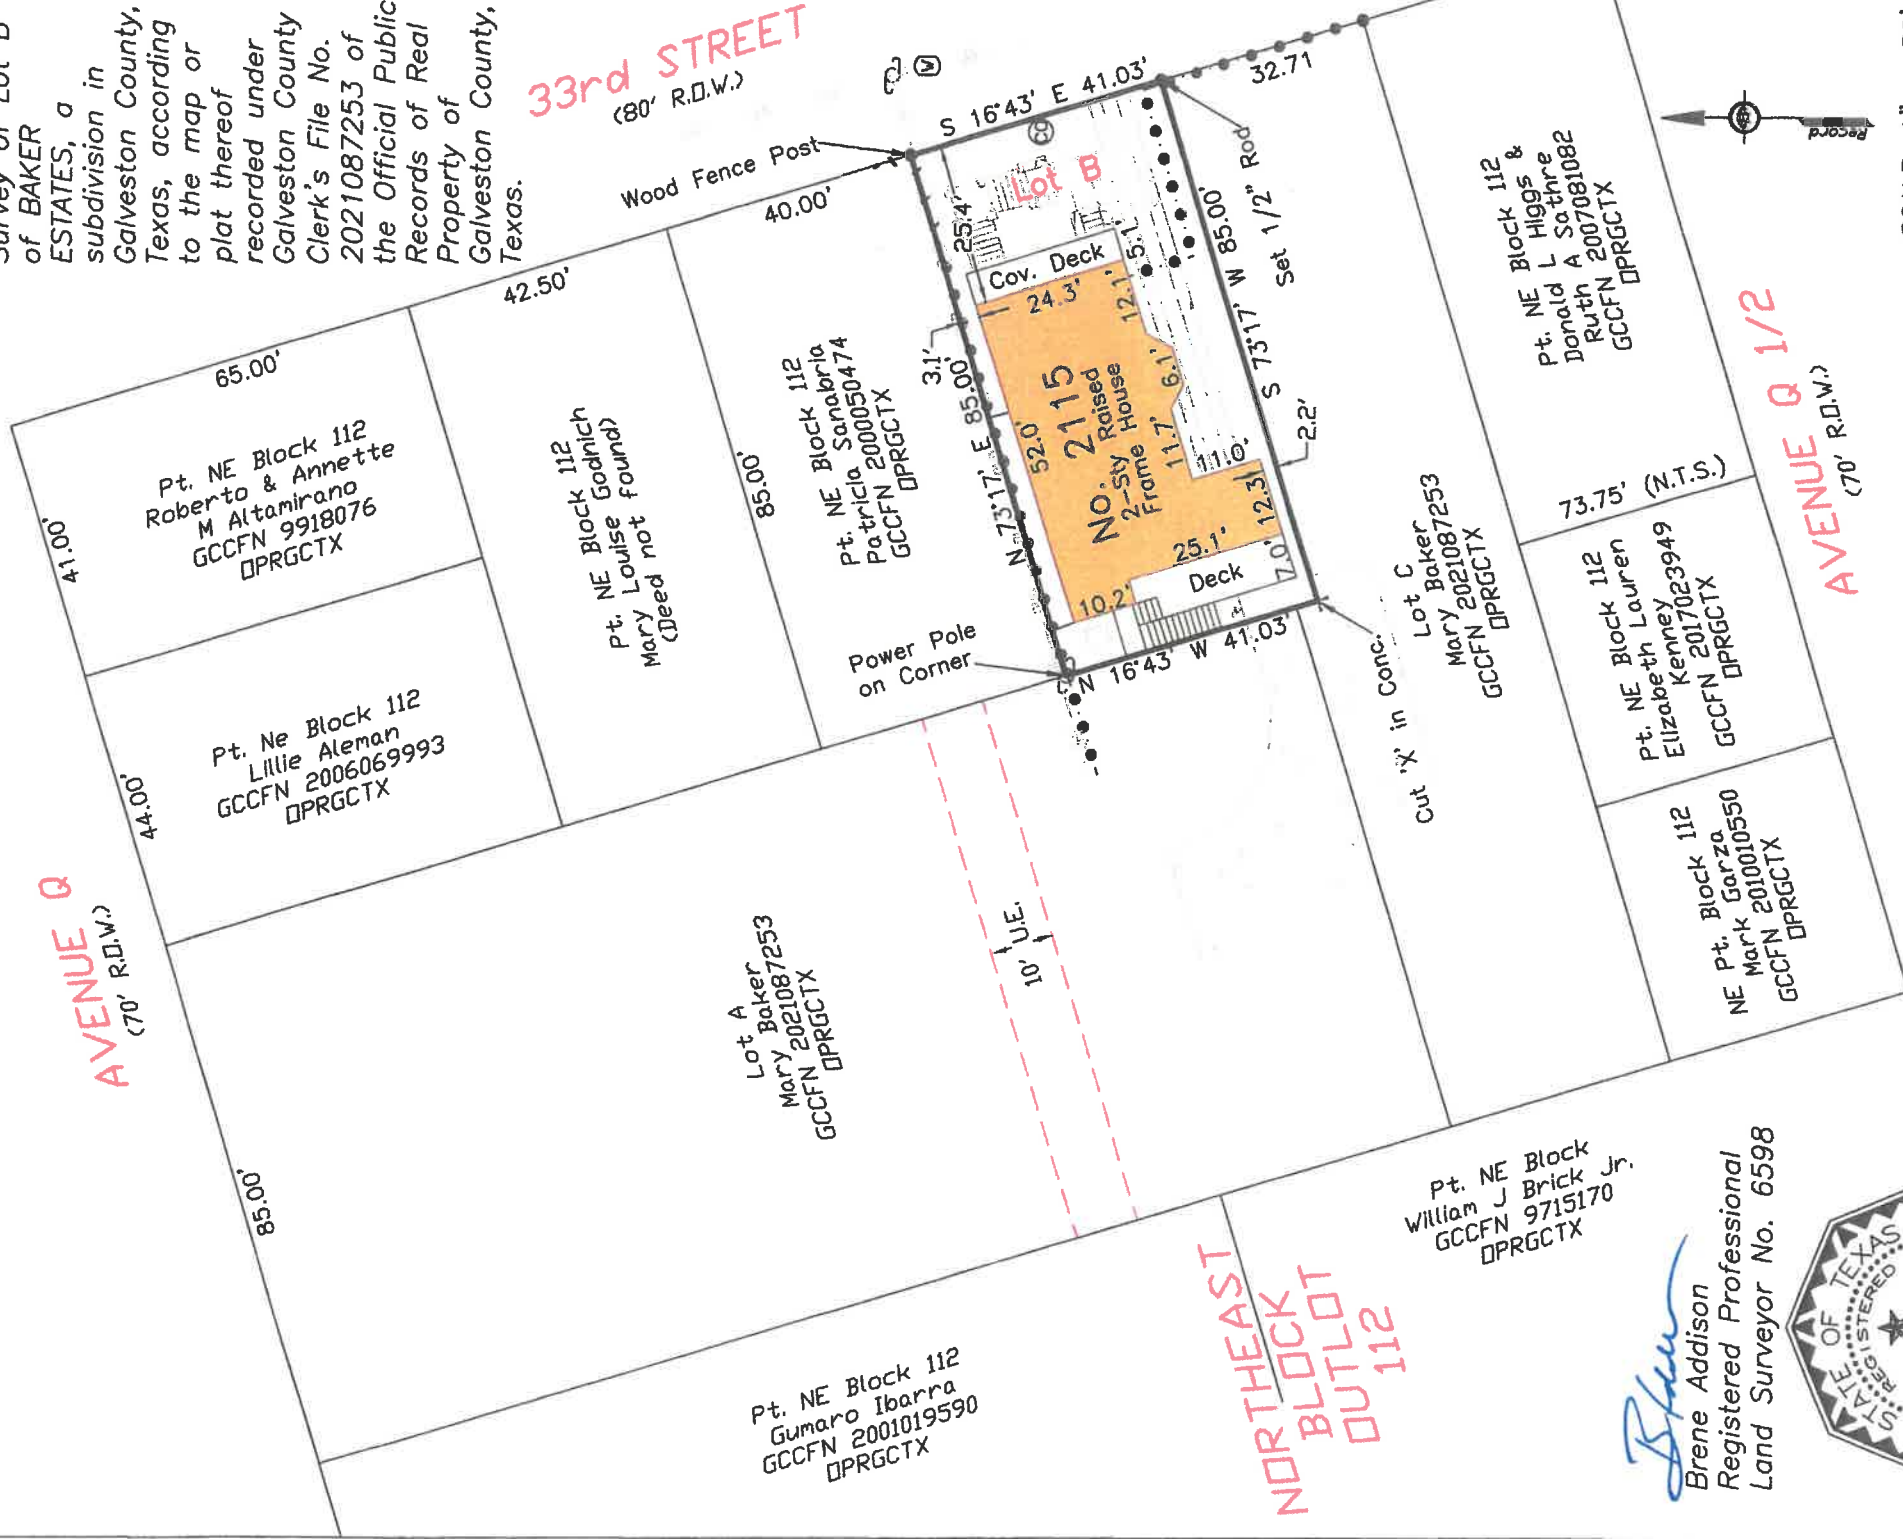 Survey of Lot B
of BAKER
ESTATES, a
subdivision in
Galveston County,
Texas, according
to the map or
plat thereof
recorded under
Galveston County
Clerk's File No.
2021087253 of
the Official Public
Records of Real
Property of
Galveston County,
Texas.
33rd STREET
(80' R.O.W.)
Wood Fence Post
S 16°43' E 41.03'
32.71
Record
65.00'
42.50'
40.00'
41.00'
Pt. NE Block 112
Roberto & Annette
M Altamirano
GCCFN 9918076
OPRGCTX
Pt. NE Block 112
Mary Louise Godnich
(Deed not found)
85.00'
Pt. NE Block 112
Patricia Sanabria
GCCFN 2000050474
OPRGCTX
3.1'
N 73°17' E 85.00'
25.4'
Lot B
Cov. Deck
24.3'
5.1'
12.1'
52.0'
No. 2115
2-Sty Raised
Frame House
6.1'
11.7'
11.0'
12.3'
25.1'
10.2'
Deck
7.0'
S 73°17' W 85.00'
Set 1/2" Rod
2.2'
Power Pole
on Corner
N 16°43' W 41.03'
Cut 'X' in Conc.
44.00'
Pt. Ne Block 112
Lillie Aleman
GCCFN 2006069993
OPRGCTX
AVENUE Q
(70' R.O.W.)
85.00'
Lot A
Mary Baker
GCCFN 2021087253
OPRGCTX
10' U.E.
Lot C
Mary Baker
GCCFN 2021087253
OPRGCTX
Pt. NE Block 112
Donald L Higgs &
Ruth A Sathre
GCCFN 2007081082
OPRGCTX
73.75' (N.T.S.)
AVENUE Q 1/2
(70' R.O.W.)
Pt. NE Block 112
Elizabeth Lauren
Kenney
GCCFN 2017023949
OPRGCTX
NE Pt. Block 112
Mark Garza
GCCFN 2010010550
OPRGCTX
Pt. NE Block
William J Brick Jr.
GCCFN 9715170
OPRGCTX
Pt. NE Block 112
Gumaro Ibarra
GCCFN 2001019590
OPRGCTX
NORTHEAST
BLOCK
OUTLOT
112
Brene Addison
Registered Professional
Land Surveyor No. 6598
STATE OF TEXAS
REGISTERED